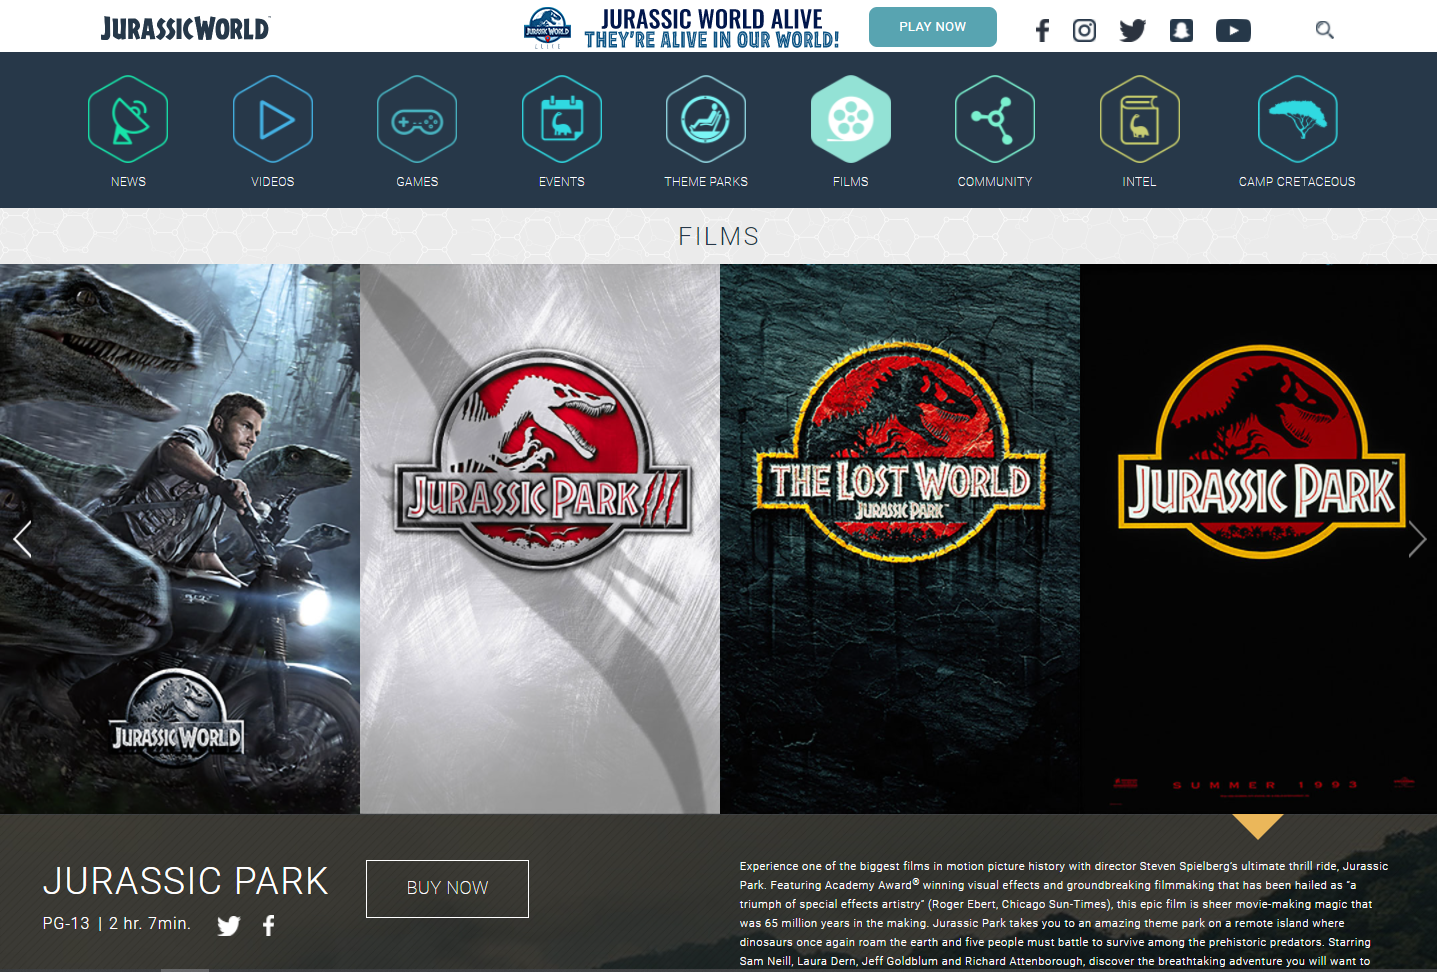 JURASSIC WORLD
JURASSIC WORLD
JURASSIC WORLD ALIVE
THEY'RE ALIVE IN OUR WORLD!
PLAY NOW
NEWS
VIDEOS
GAMES
EVENTS
THEME PARKS
FILMS
COMMUNITY
INTEL
CAMP CRETACEOUS
FILMS
JURASSIC WORLD
JURASSIC PARK III
THE LOST WORLD
JURASSIC PARK
JURASSIC PARK
SUMMER 1993
JURASSIC PARK
BUY NOW
PG-13 | 2 hr. 7min.
Experience one of the biggest films in motion picture history with director Steven Spielberg's ultimate thrill ride, Jurassic
Park. Featuring Academy Award® winning visual effects and groundbreaking filmmaking that has been hailed as "a
triumph of special effects artistry" (Roger Ebert, Chicago Sun-Times), this epic film is sheer movie-making magic that
was 65 million years in the making. Jurassic Park takes you to an amazing theme park on a remote island where
dinosaurs once again roam the earth and five people must battle to survive among the prehistoric predators. Starring
Sam Neill, Laura Dern, Jeff Goldblum and Richard Attenborough, discover the breathtaking adventure you will want to